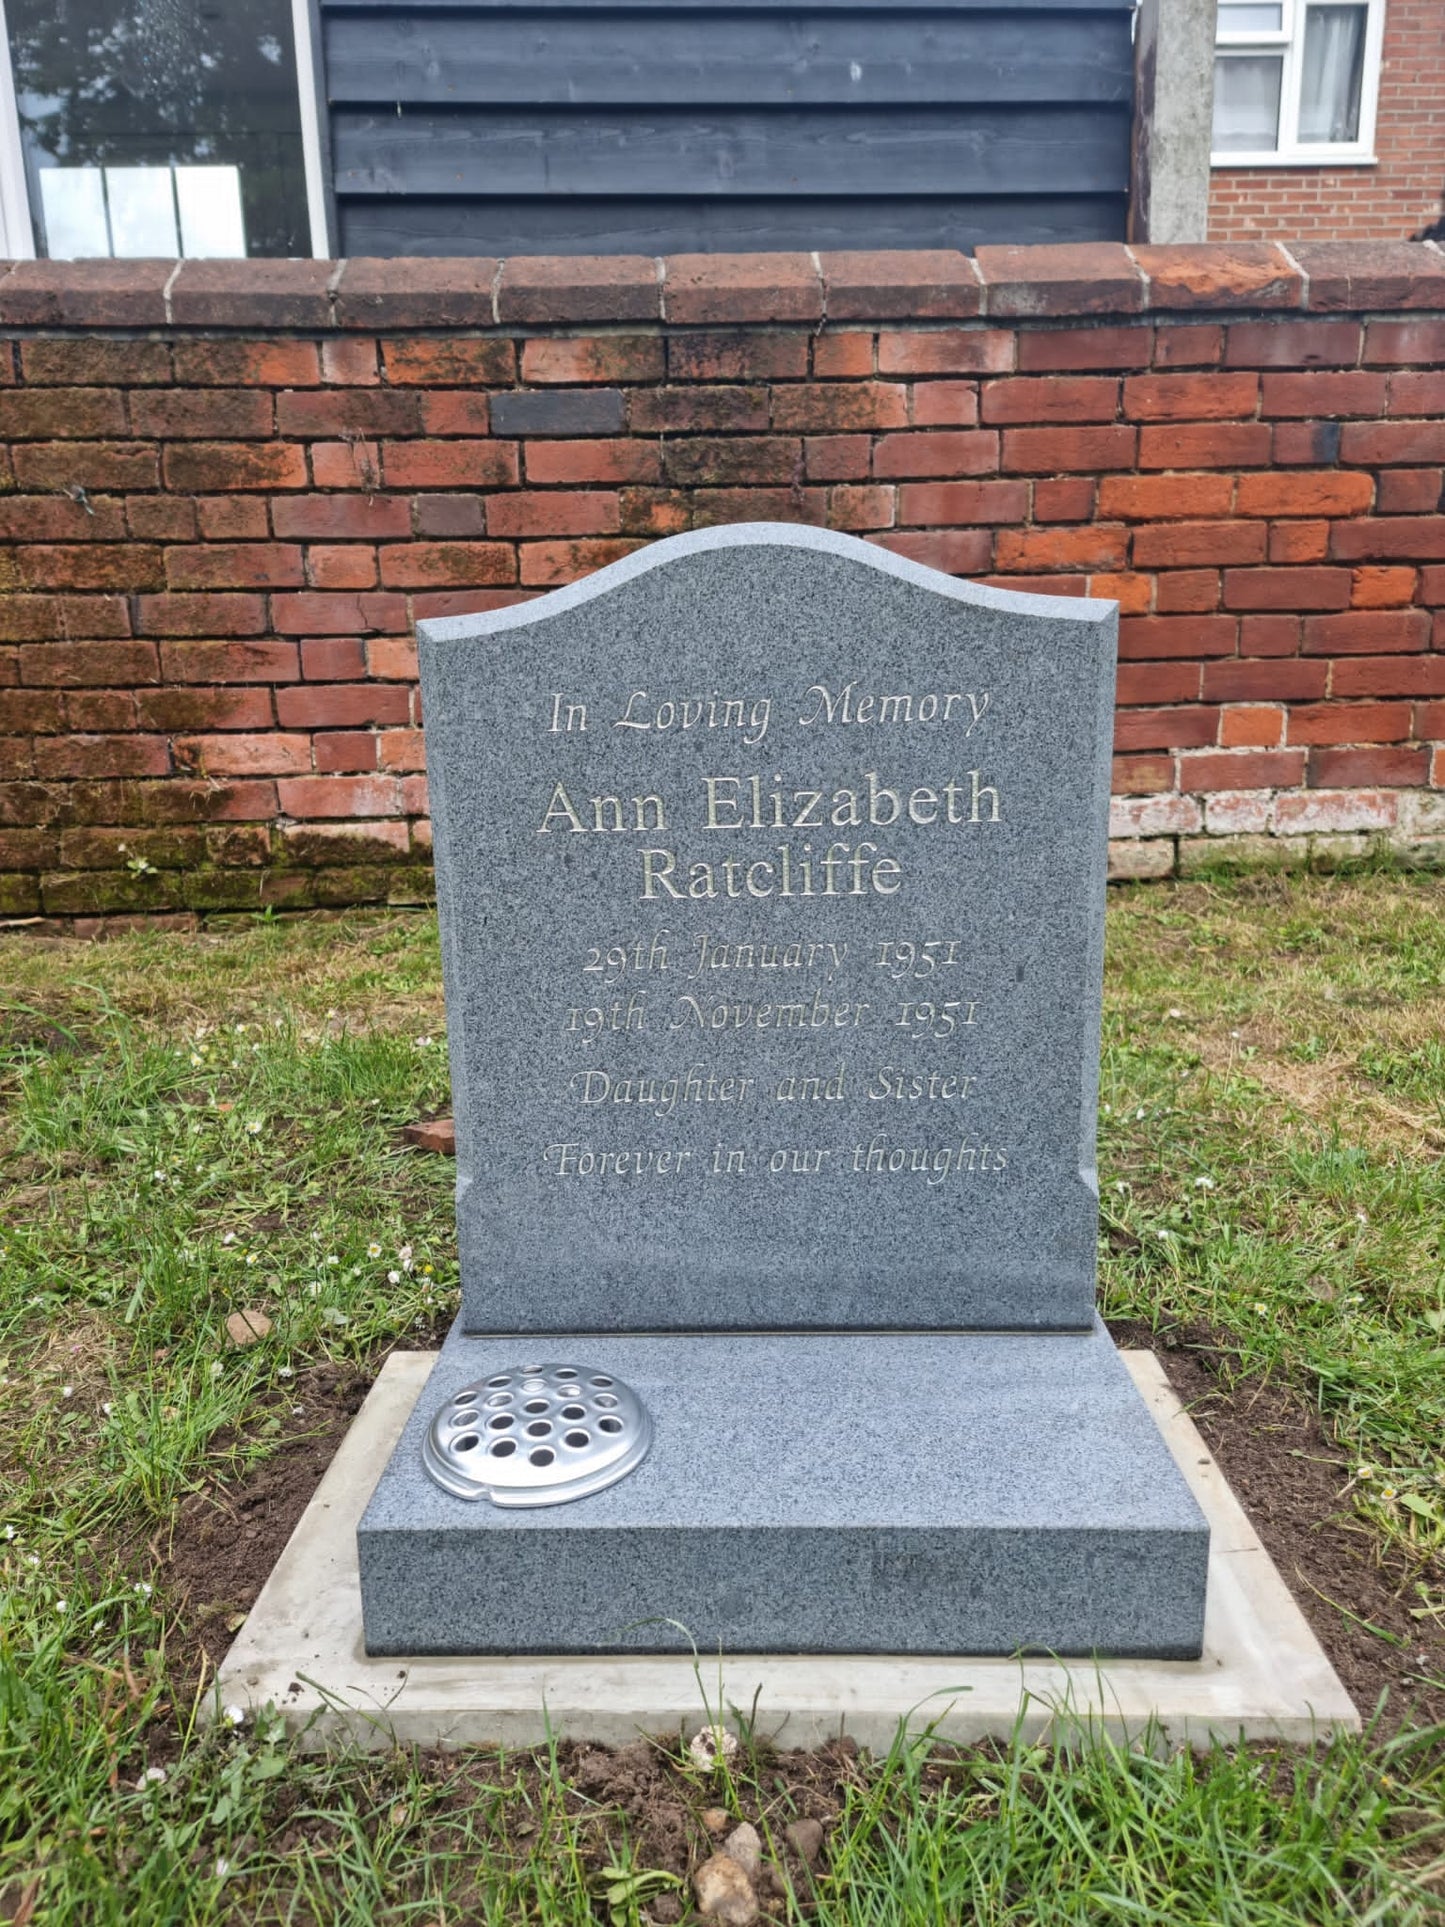 In Loving Memory
Ann Elizabeth
Ratcliffe
29th January 1951
19th November 1951
Daughter and Sister
Forever in our thoughts